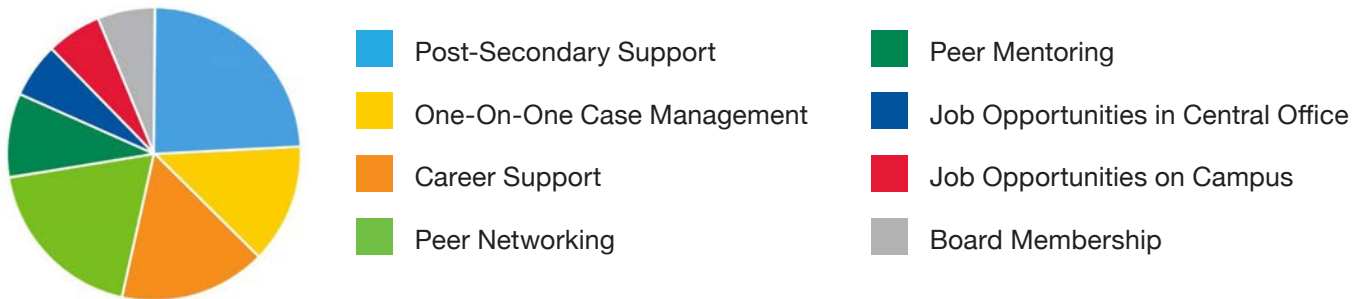 Post-Secondary Support
One-On-One Case Management
Career Support
Peer Networking
Peer Mentoring
Job Opportunities in Central Office
Job Opportunities on Campus
Board Membership